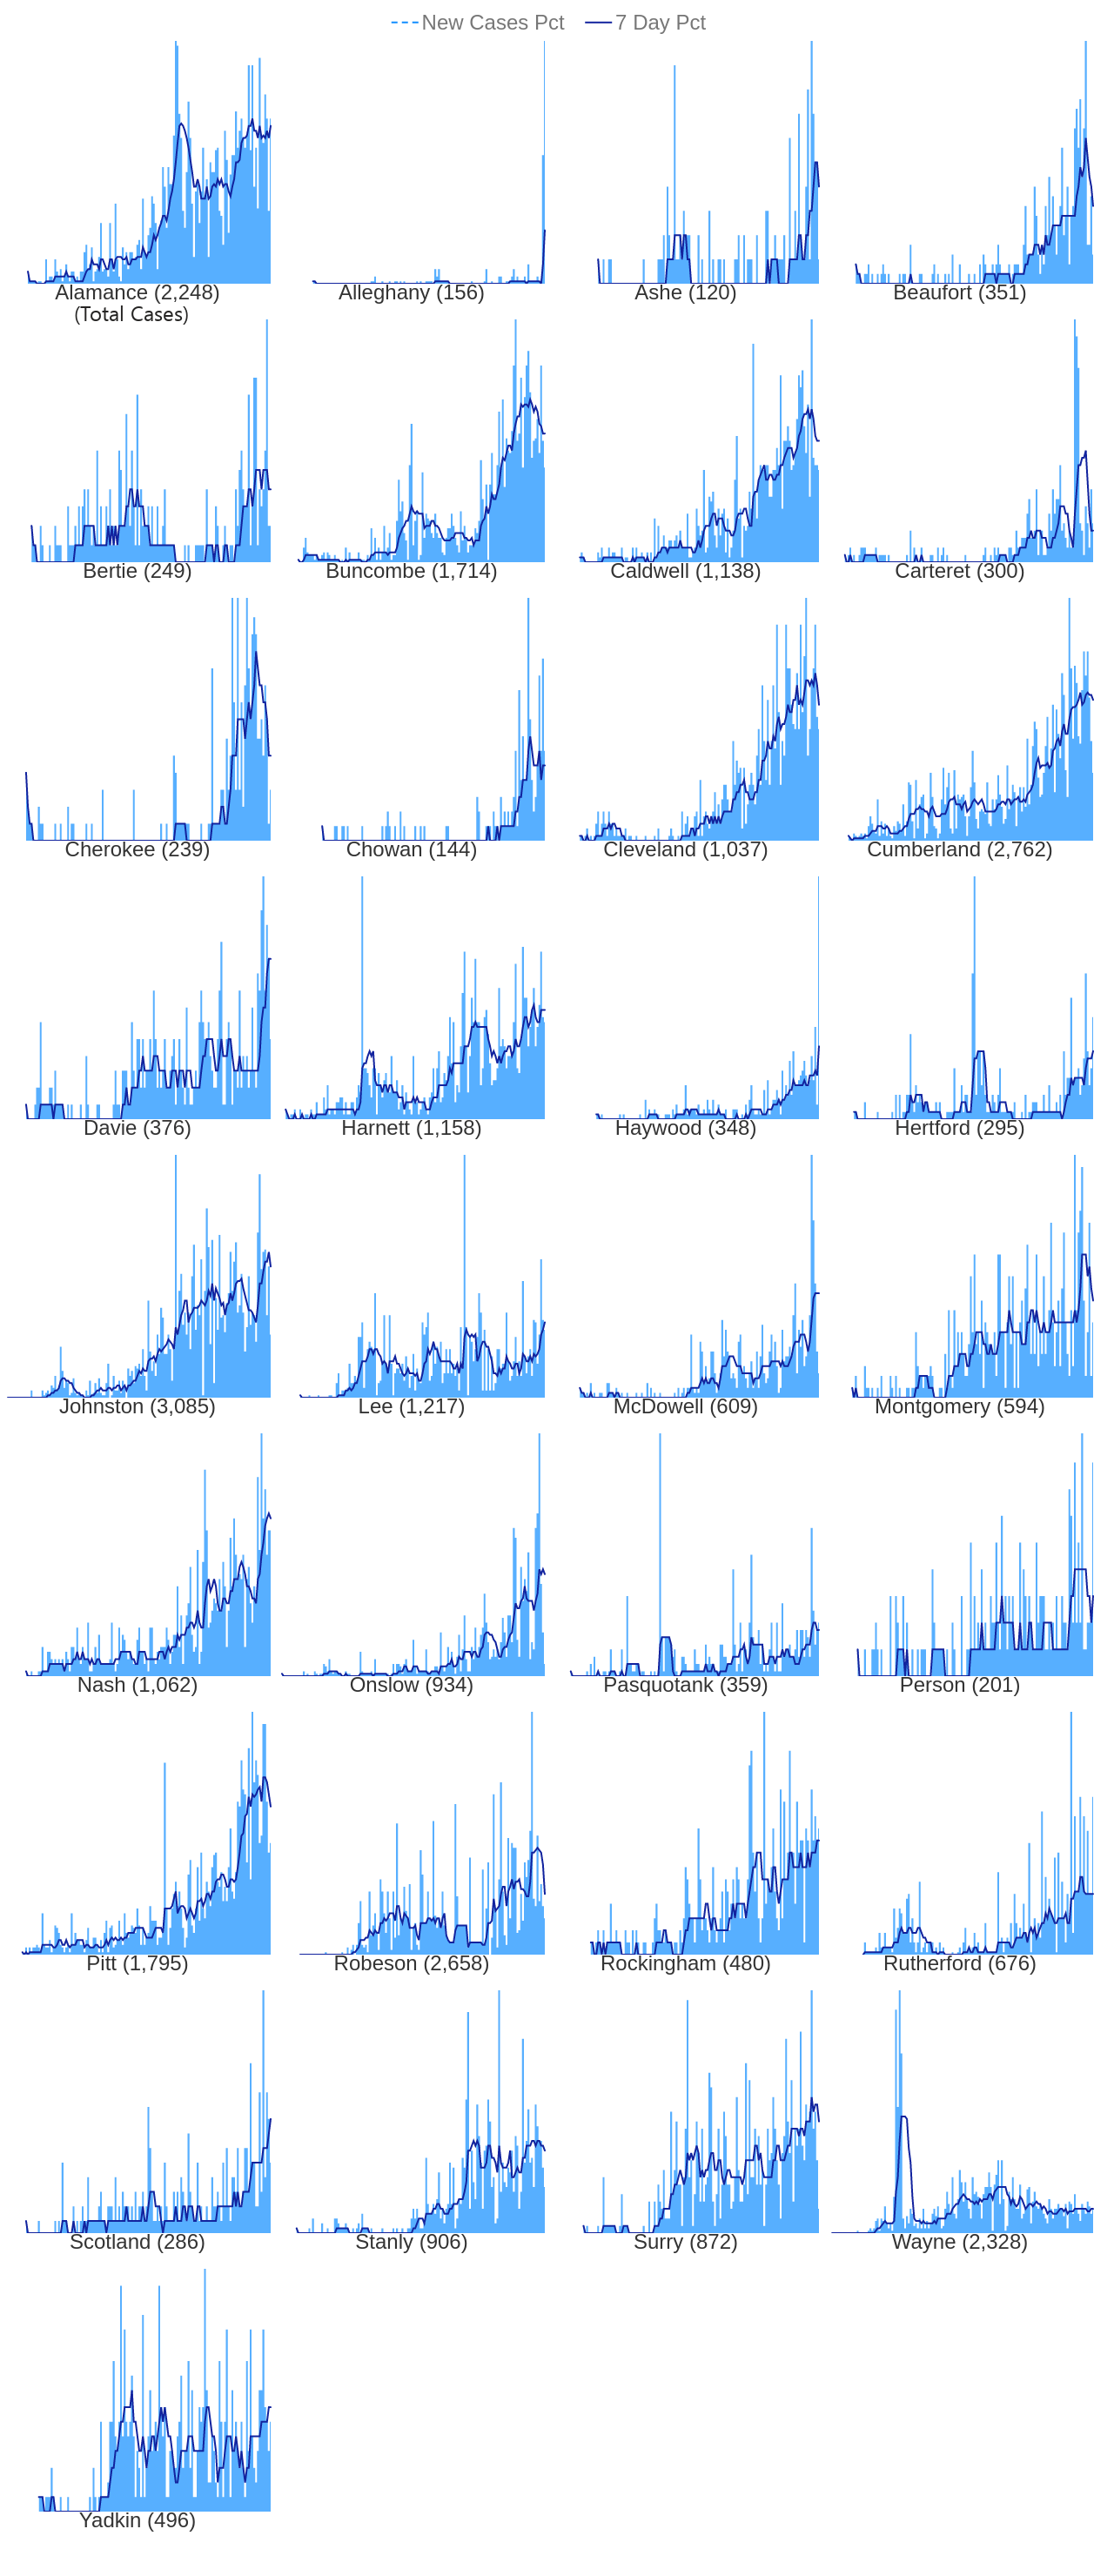 New Cases Pct 7 Day Pct
Alamance (2,248) Alleghany (156) Ashe (120) Beaufort (351)
(Total Cases)
Bertie (249) Buncombe (1,714) Caldwell (1,138) Carteret (300)
Cherokee (239) Chowan (144) Cleveland (1,037) Cumberland (2,762)
Davie (376) Harnett (1,158) Haywood (348) Hertford (295)
Johnston (3,085) Lee (1,217) McDowell (609) Montgomery (594)
Nash (1,062) Onslow (934) Pasquotank (359) Person (201)
Pitt (1,795) Robeson (2,658) Rockingham (480) Rutherford (676)
Scotland (286) Stanly (906) Surry (872) Wayne (2,328)
Yadkin (496)